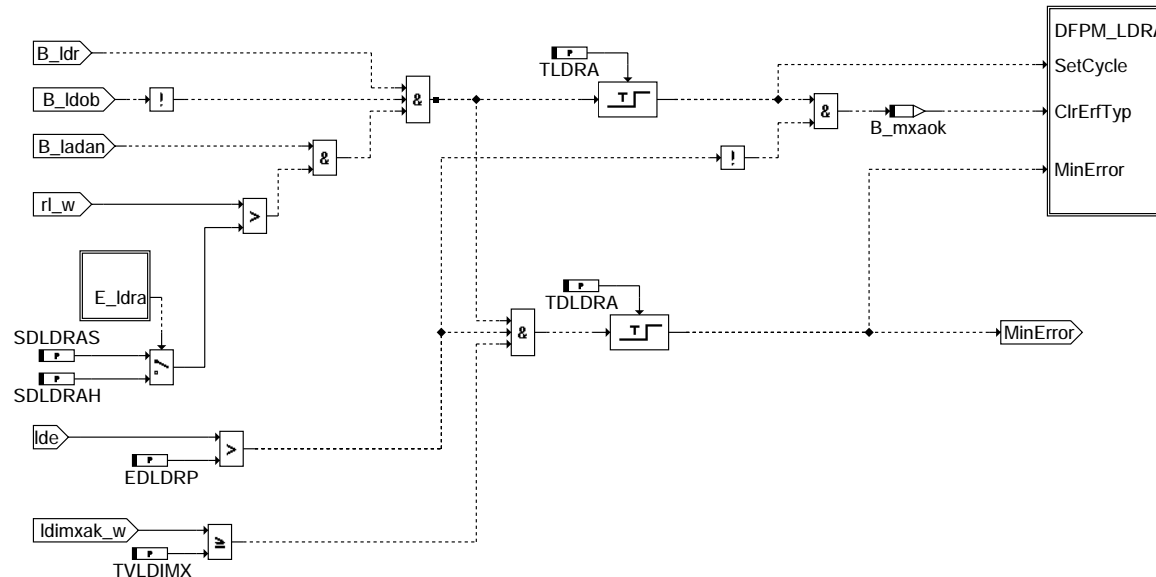 DFPM_LDRA
B_ldr
P
TLDRA
SetCycle
B_ldob
!
&
T
&
B_mxaok
ClrErfTyp
B_ladan
&
!
MinError
rl_w
>
E_ldra
P
TDLDRA
SDLDRAS
P
&
T
MinError
SDLDRAH
P
lde
>
P
EDLDRP
ldimxak_w
≥
P
TVLDIMX